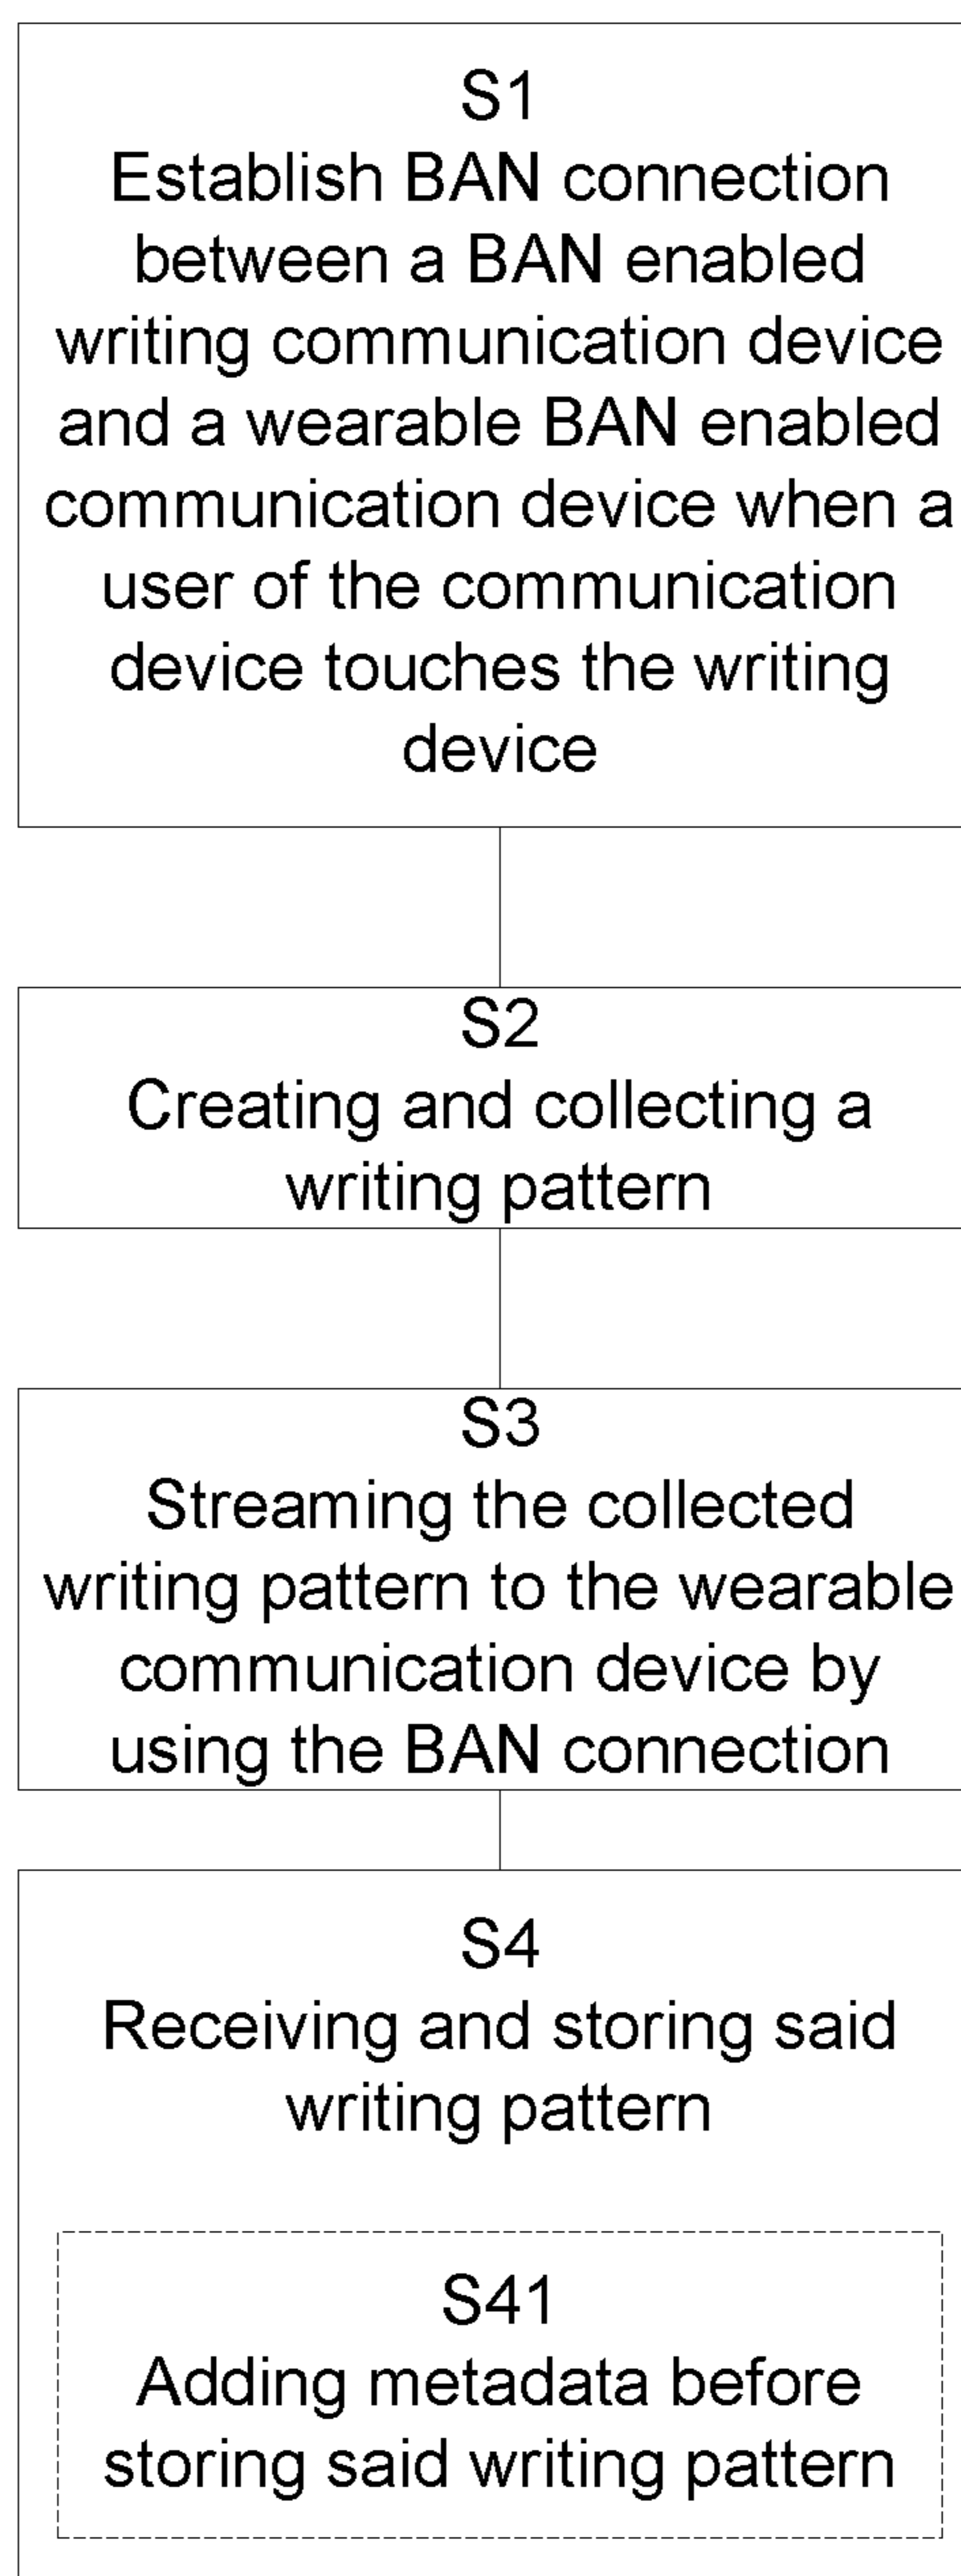 S1
Establish BAN connection
between a BAN enabled
writing communication device
and a wearable BAN enabled
communication device when a
user of the communication
device touches the writing
device
S2
Creating and collecting a
writing pattern
S3
Streaming the collected
writing pattern to the wearable
communication device by
using the BAN connection
S4
Receiving and storing said
writing pattern
S41
Adding metadata before
storing said writing pattern